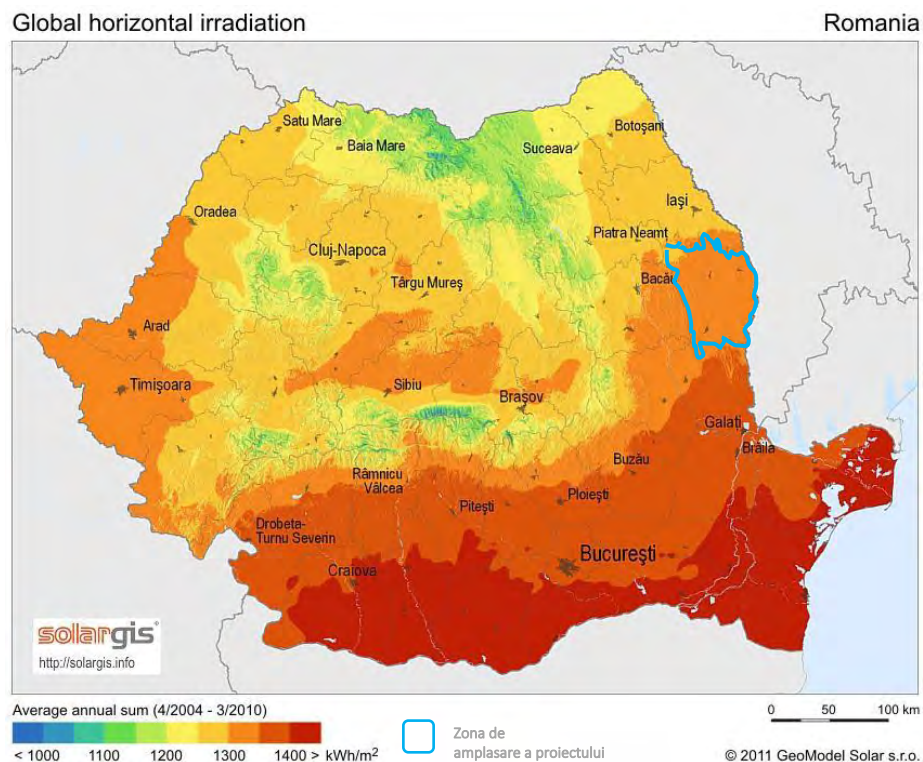 Global horizontal irradiation
Romania
Satu Mare
Baia Mare
Botoşani
Suceava
Iaşi
Oradea
Piatra Neamt
Cluj-Napoca
Bacău
Târgu Mureş
Arad
Timişoara
Sibiu
Braşov
Galaţi
Brăila
Buzău
Râmnicu
Vâlcea
Ploieşti
Piteşti
Drobeta-
Turnu Severin
Bucureşti
Craiova
solargis
http://solargis.info
Average annual sum (4/2004 - 3/2010)
< 1000 1100 1200 1300 1400 > kWh/m²
Zona de
amplasare a proiectului
0 50 100 km
© 2011 GeoModel Solar s.r.o.